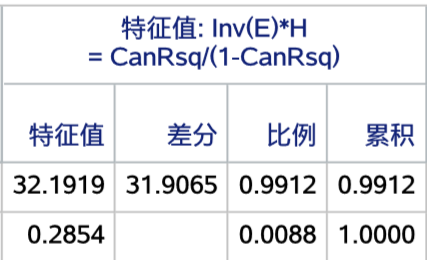 特征值: Inv(E)*H
= CanRsq/(1-CanRsq)
特征值 差分 比例 累积
32.1919 31.9065 0.9912 0.9912
0.2854 0.0088 1.0000